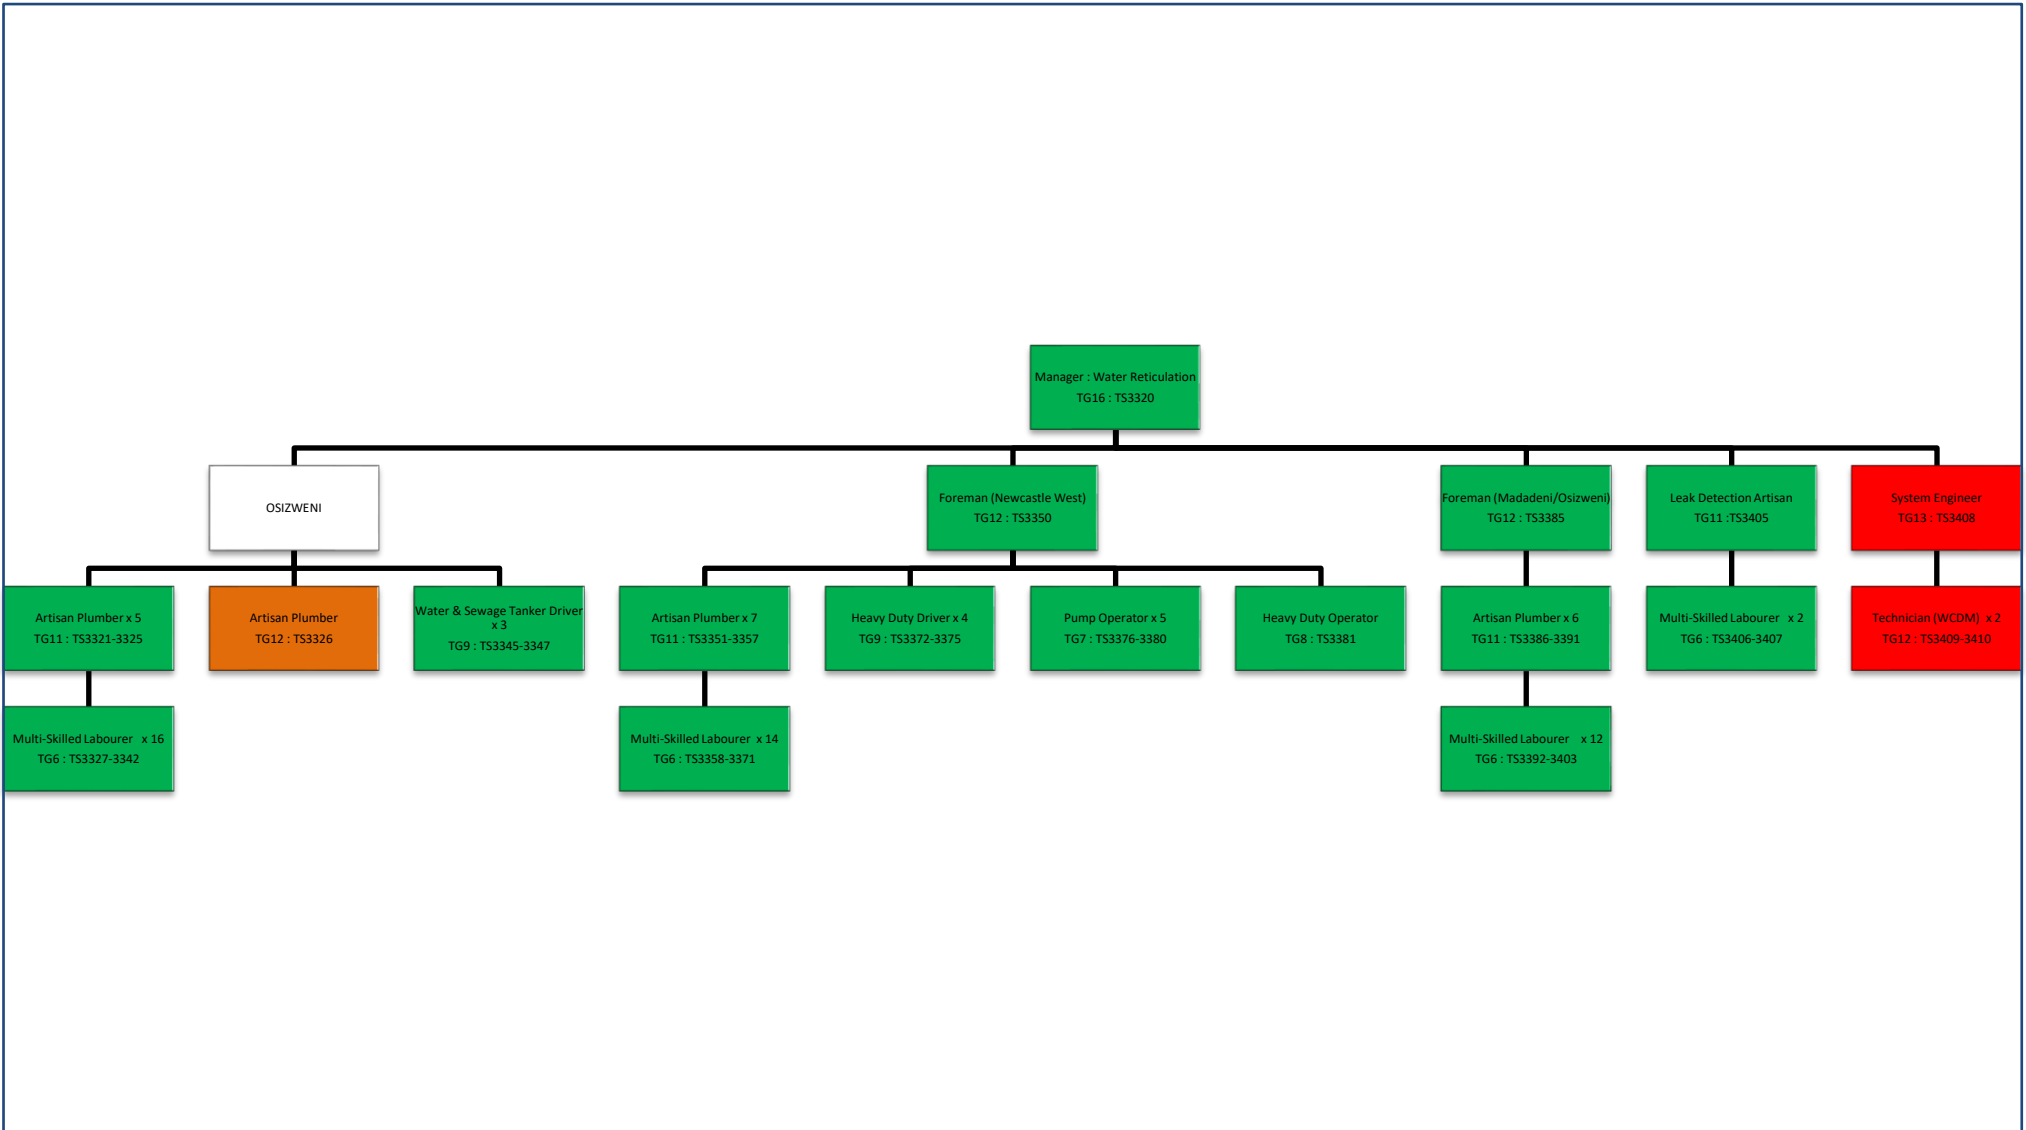 Manager : Water Reticulation
TG16 : TS3320
OSIZWENI
Foreman (Newcastle West)
TG12 : TS3350
Foreman (Madadeni/Osizweni)
TG12 : TS3385
Leak Detection Artisan
TG11 :TS3405
System Engineer
TG13 : TS3408
Artisan Plumber x 5
TG11 : TS3321-3325
Artisan Plumber
TG12 : TS3326
Water & Sewage Tanker Driver
x 3
TG9 : TS3345-3347
Artisan Plumber x 7
TG11 : TS3351-3357
Heavy Duty Driver x 4
TG9 : TS3372-3375
Pump Operator x 5
TG7 : TS3376-3380
Heavy Duty Operator
TG8 : TS3381
Artisan Plumber x 6
TG11 : TS3386-3391
Multi-Skilled Labourer x 2
TG6 : TS3406-3407
Technician (WCDM) x 2
TG12 : TS3409-3410
Multi-Skilled Labourer x 16
TG6 : TS3327-3342
Multi-Skilled Labourer x 14
TG6 : TS3358-3371
Multi-Skilled Labourer x 12
TG6 : TS3392-3403